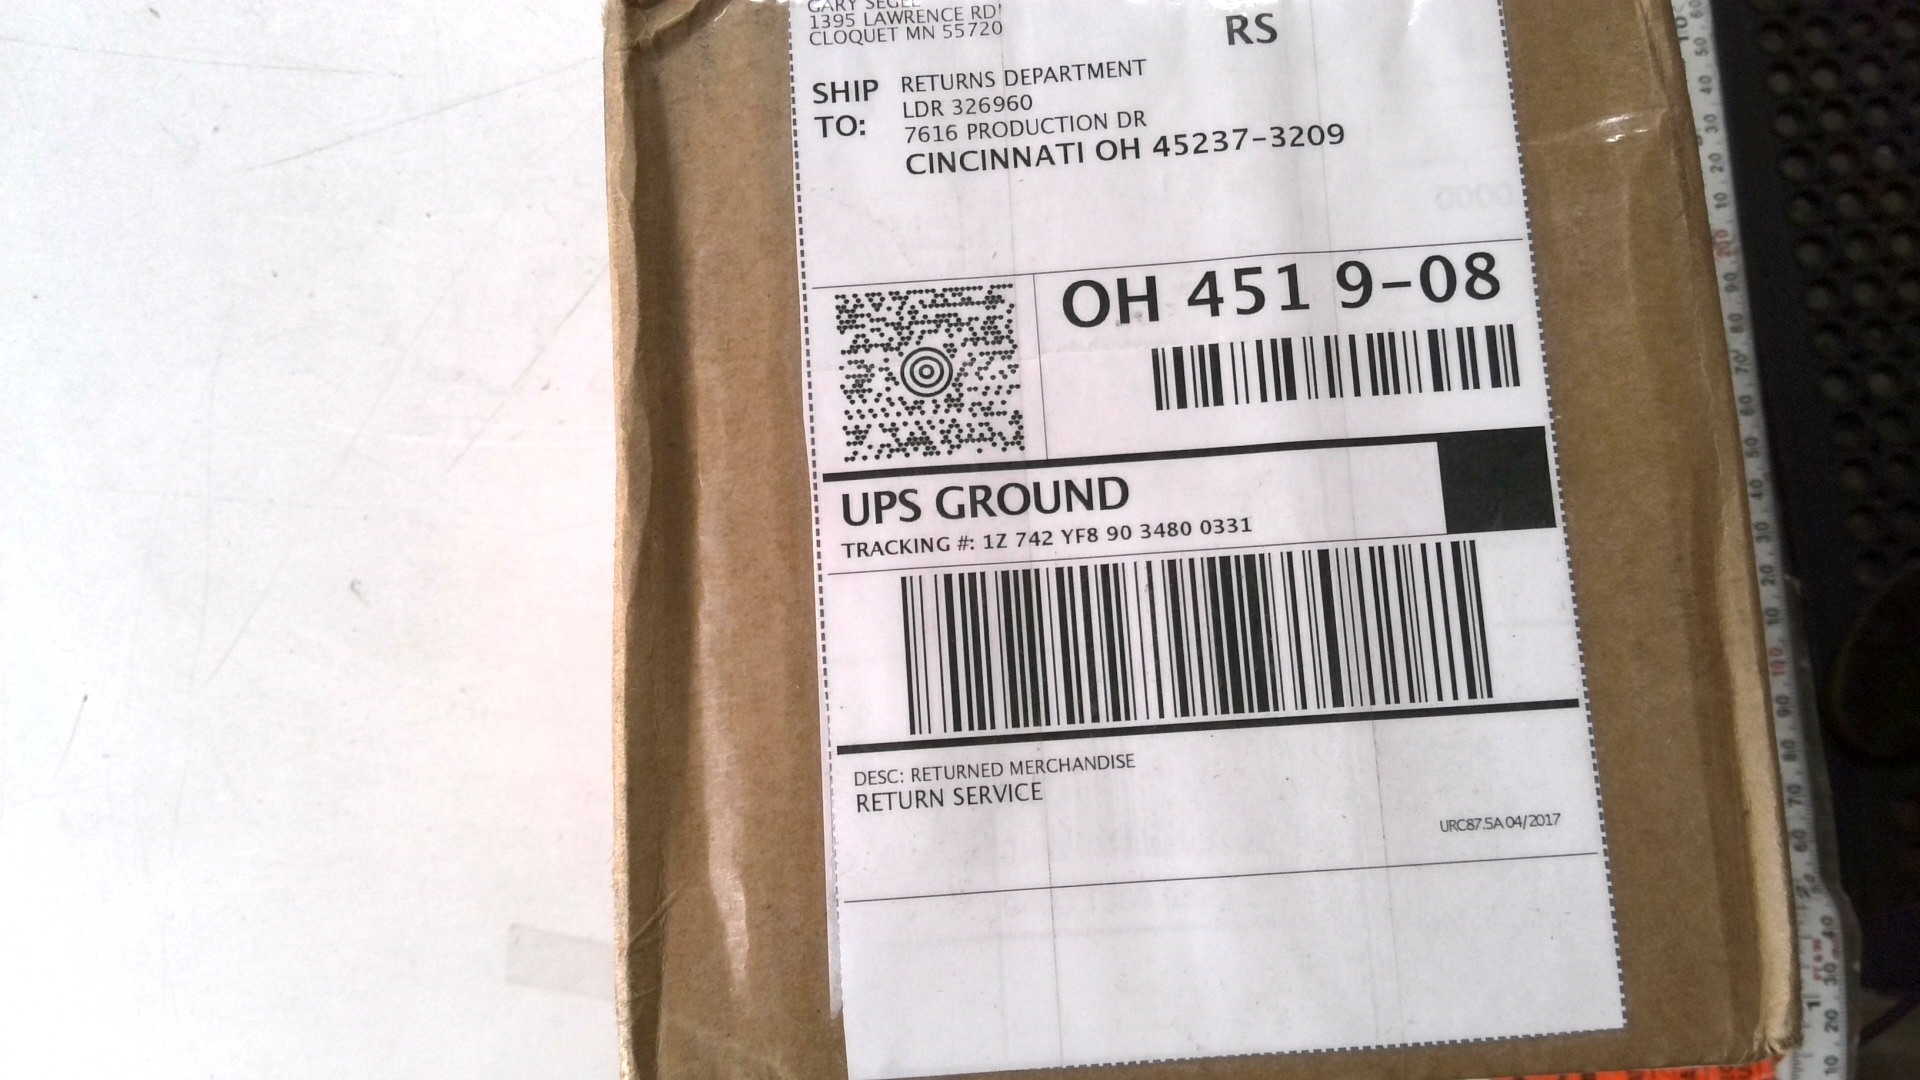 1395 LAWRENCE RD
CLOQUET MN 55720
RS
SHIP TO:
RETURNS DEPARTMENT
LDR 326960
7616 PRODUCTION DR
CINCINNATI OH 45237-3209
OH 451 9-08
UPS GROUND
TRACKING #: 1Z 742 YF8 90 3480 0331
DESC: RETURNED MERCHANDISE
RETURN SERVICE
URC87.5A 04/2017